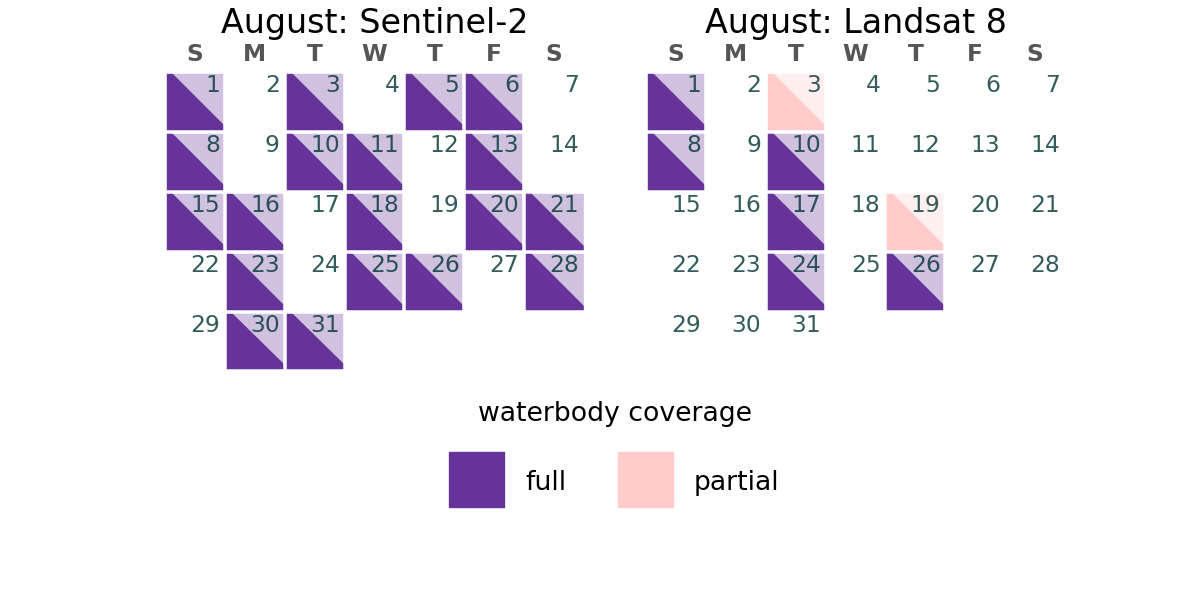 August: Sentinel-2
S M T W T F S
1 2 3 4 5 6 7
8 9 10 11 12 13 14
15 16 17 18 19 20 21
22 23 24 25 26 27 28
29 30 31
August: Landsat 8
S M T W T F S
1 2 3 4 5 6 7
8 9 10 11 12 13 14
15 16 17 18 19 20 21
22 23 24 25 26 27 28
29 30 31
waterbody coverage
full partial